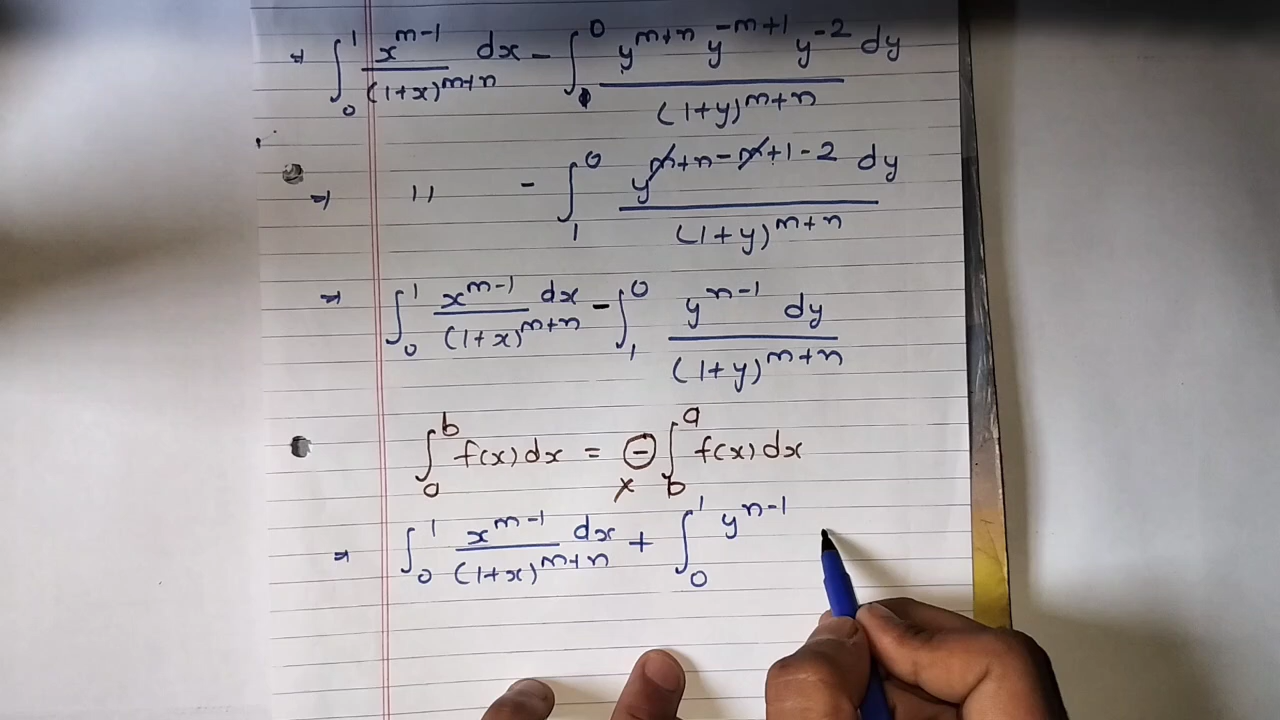 ⇒ ∫₀¹ x^{m-1}/(1+x)^{m+n} dx - ∫₁⁰ y^{m+n} y^{-m+1} y^{-2}/(1+y)^{m+n} dy
⇒ 〃 - ∫₁⁰ y^{m+n-m+1-2}/(1+y)^{m+n} dy
⇒ ∫₀¹ x^{m-1}/(1+x)^{m+n} dx - ∫₁⁰ y^{n-1} dy/(1+y)^{m+n}
∫ₐᵇ f(x) dx = ⊖ ∫_b^a f(x) dx
⇒ ∫₀¹ x^{m-1}/(1+x)^{m+n} dx + ∫₀¹ y^{n-1}